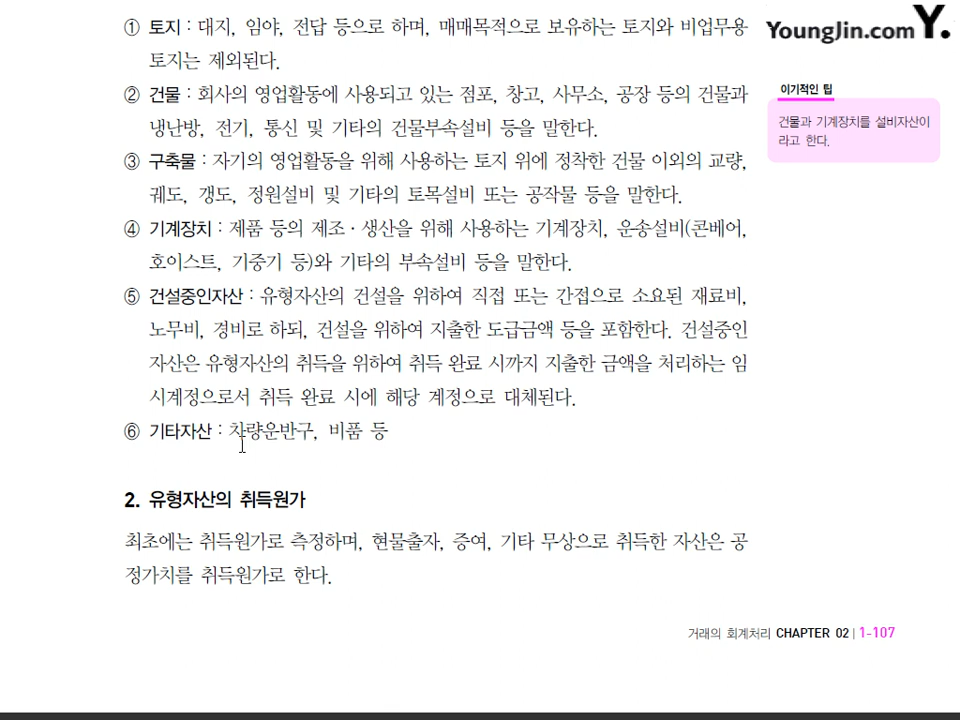 ① 토지 : 대지, 임야, 전답 등으로 하며, 매매목적으로 보유하는 토지와 비업무용
토지는 제외된다.
② 건물 : 회사의 영업활동에 사용되고 있는 점포, 창고, 사무소, 공장 등의 건물과
냉난방, 전기, 통신 및 기타의 건물부속설비 등을 말한다.
③ 구축물 : 자기의 영업활동을 위해 사용하는 토지 위에 정착한 건물 이외의 교량,
궤도, 갱도, 정원설비 및 기타의 토목설비 또는 공작물 등을 말한다.
④ 기계장치 : 제품 등의 제조·생산을 위해 사용하는 기계장치, 운송설비(콘베어,
호이스트, 기중기 등)와 기타의 부속설비 등을 말한다.
⑤ 건설중인자산 : 유형자산의 건설을 위하여 직접 또는 간접으로 소요된 재료비,
노무비, 경비로 하되, 건설을 위하여 지출한 도급금액 등을 포함한다. 건설중인
자산은 유형자산의 취득을 위하여 취득 완료 시까지 지출한 금액을 처리하는 임
시계정으로서 취득 완료 시에 해당 계정으로 대체된다.
⑥ 기타자산 : 차량운반구, 비품 등
2. 유형자산의 취득원가
최초에는 취득원가로 측정하며, 현물출자, 증여, 기타 무상으로 취득한 자산은 공
정가치를 취득원가로 한다.
YoungJin.com Y.
이기적인 팁
건물과 기계장치를 설비자산이
라고 한다.
거래의 회계처리 CHAPTER 02 | 1-107